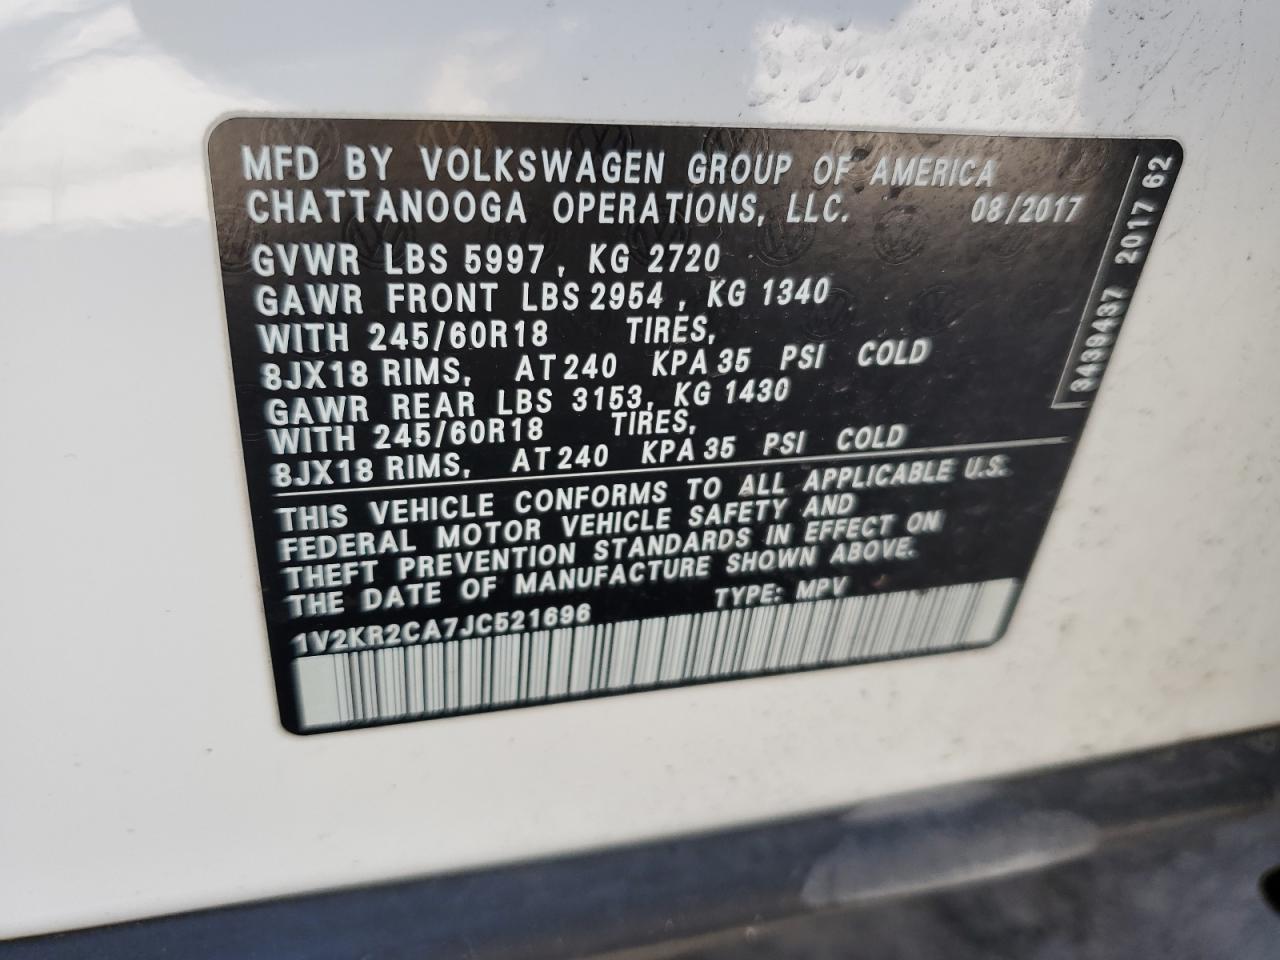 MFD BY VOLKSWAGEN GROUP OF AMERICA
CHATTANOOGA OPERATIONS, LLC. 08/2017
GVWR LBS 5997, KG 2720
GAWR FRONT LBS 2954, KG 1340
WITH 245/60R18 TIRES,
8JX18 RIMS, AT 240 KPA 35 PSI COLD
GAWR REAR LBS 3153, KG 1430
WITH 245/60R18 TIRES,
8JX18 RIMS, AT 240 KPA 35 PSI COLD
THIS VEHICLE CONFORMS TO ALL APPLICABLE U.S.
FEDERAL MOTOR VEHICLE SAFETY AND
THEFT PREVENTION STANDARDS IN EFFECT ON
THE DATE OF MANUFACTURE SHOWN ABOVE.
1V2KR2CA7JC521696 TYPE: MPV
3439437 2017 62